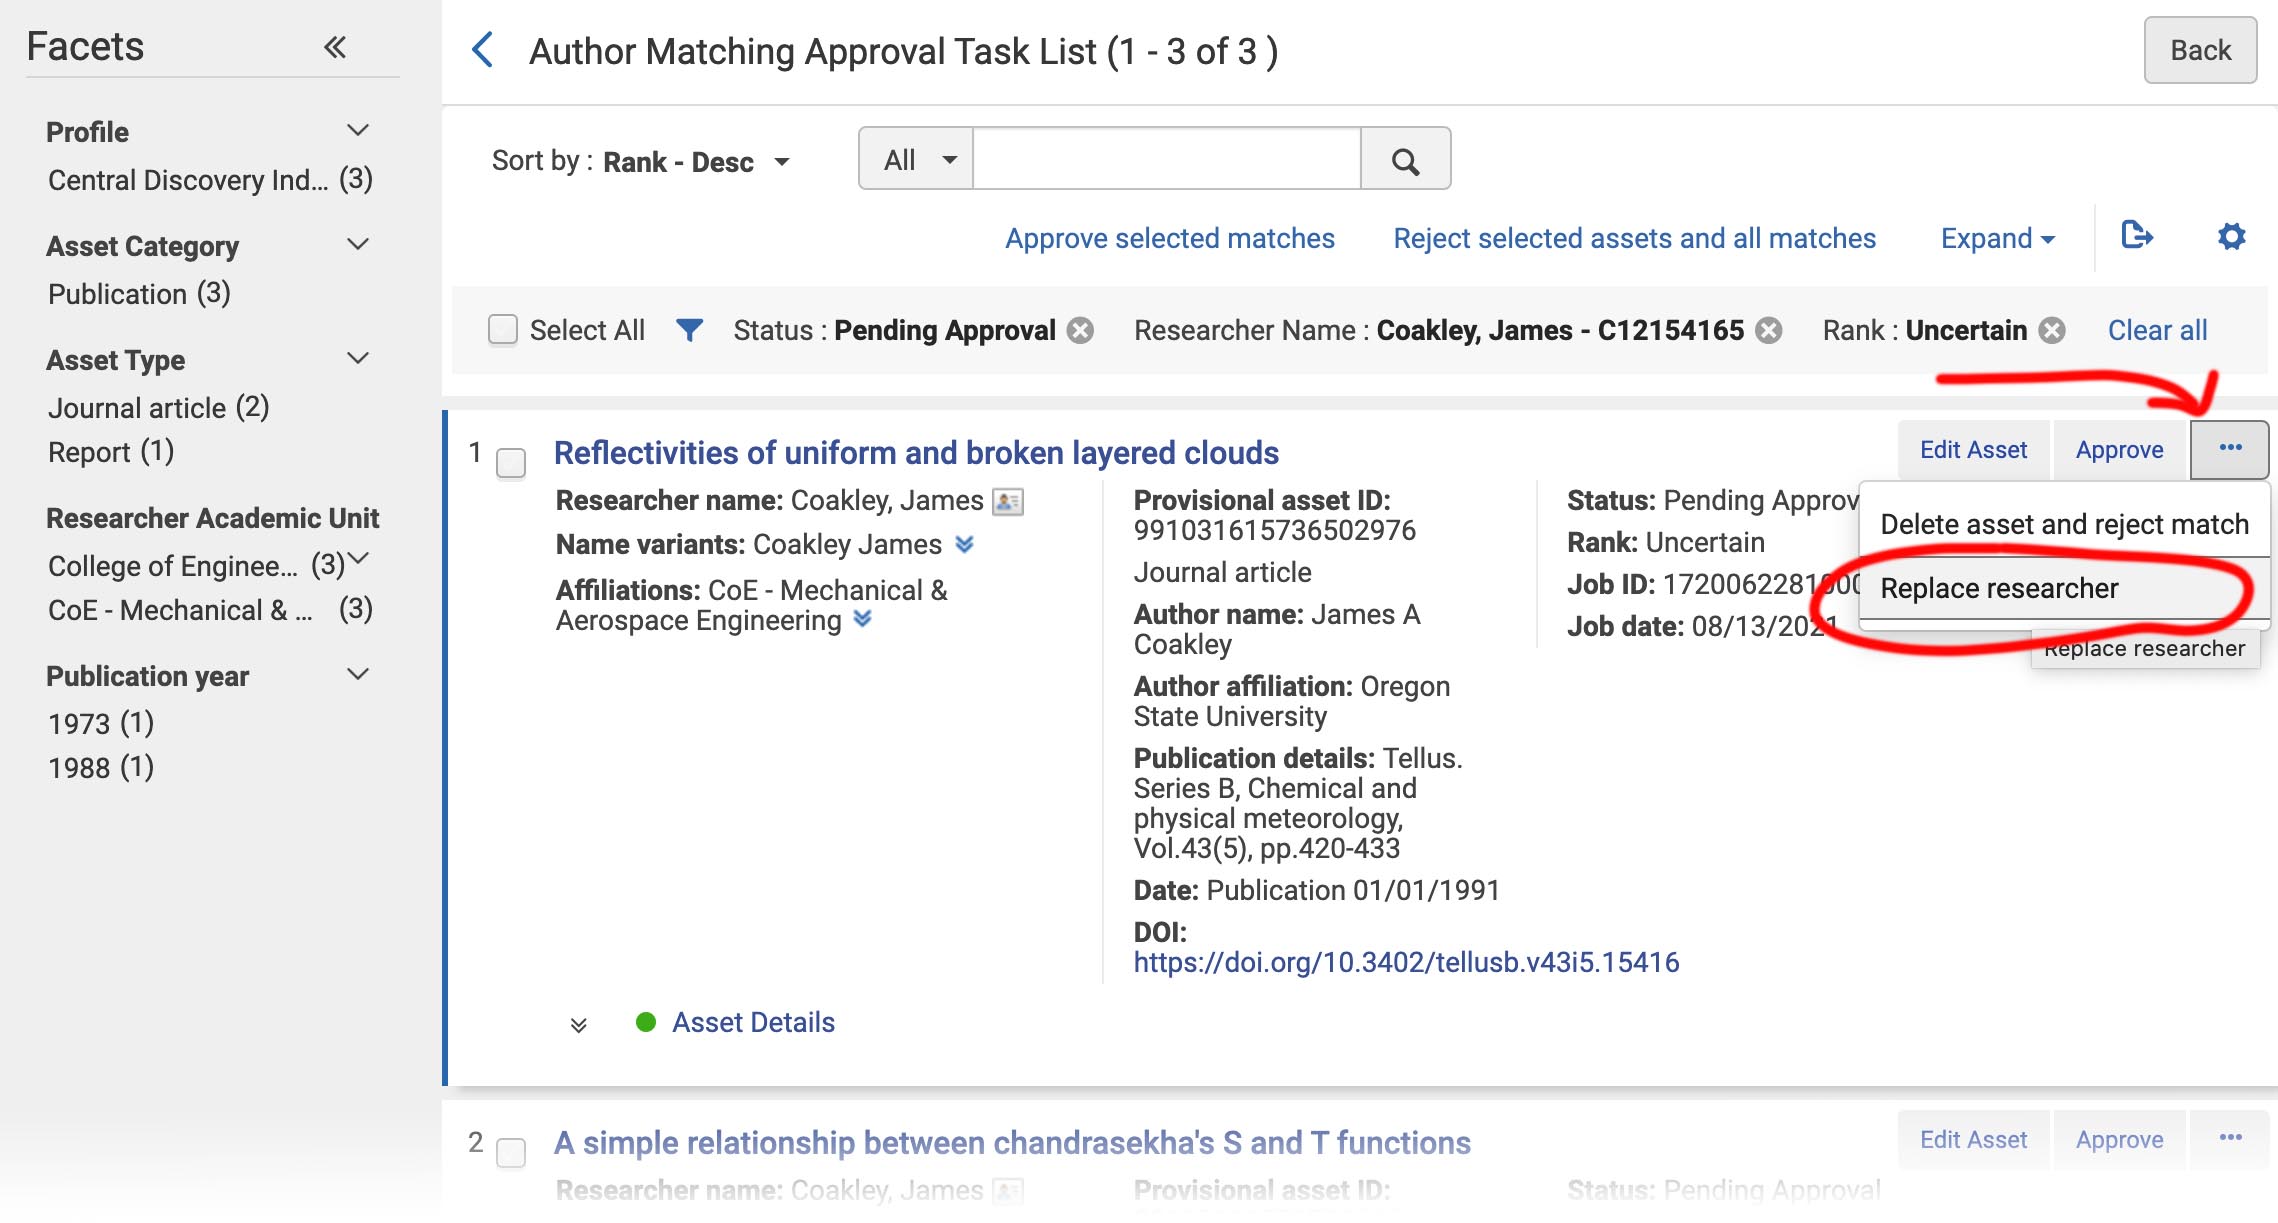 Facets
Profile
Central Discovery Ind... (3)
Asset Category
Publication (3)
Asset Type
Journal article (2)
Report (1)
Researcher Academic Unit
College of Enginee... (3)
CoE - Mechanical & ... (3)
Publication year
1973 (1)
1988 (1)
Author Matching Approval Task List (1 - 3 of 3 )
Back
Sort by : Rank - Desc
All
Approve selected matches
Reject selected assets and all matches
Expand
Select All
Status : Pending Approval
Researcher Name : Coakley, James - C12154165
Rank : Uncertain
Clear all
1
Reflectivities of uniform and broken layered clouds
Edit Asset
Approve
...
Researcher name: Coakley, James
Name variants: Coakley James
Affiliations: CoE - Mechanical &
Aerospace Engineering
Provisional asset ID:
991031615736502976
Journal article
Author name: James A
Coakley
Author affiliation: Oregon
State University
Publication details: Tellus.
Series B, Chemical and
physical meteorology,
Vol.43(5), pp.420-433
Date: Publication 01/01/1991
DOI:
https://doi.org/10.3402/tellusb.v43i5.15416
Status: Pending Approv
Rank: Uncertain
Job ID: 1720062281000
Job date: 08/13/2021
Delete asset and reject match
Replace researcher
Replace researcher
Asset Details
2
A simple relationship between chandrasekha's S and T functions
Edit Asset
Approve
...
Researcher name: Coakley, James
Provisional asset ID:
Status: Pending Approval